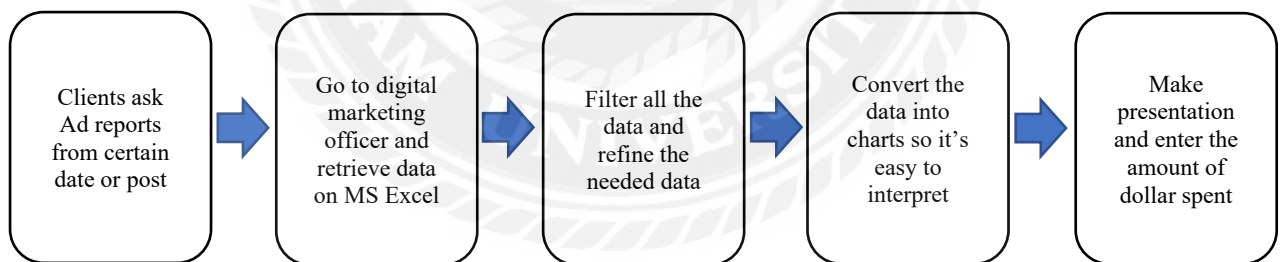 Clients ask
Ad reports
from certain
date or post
Go to digital
marketing
officer and
retrieve data
on MS Excel
Filter all the
data and
refine the
needed data
Convert the
data into
charts so it's
easy to
interpret
Make
presentation
and enter the
amount of
dollar spent